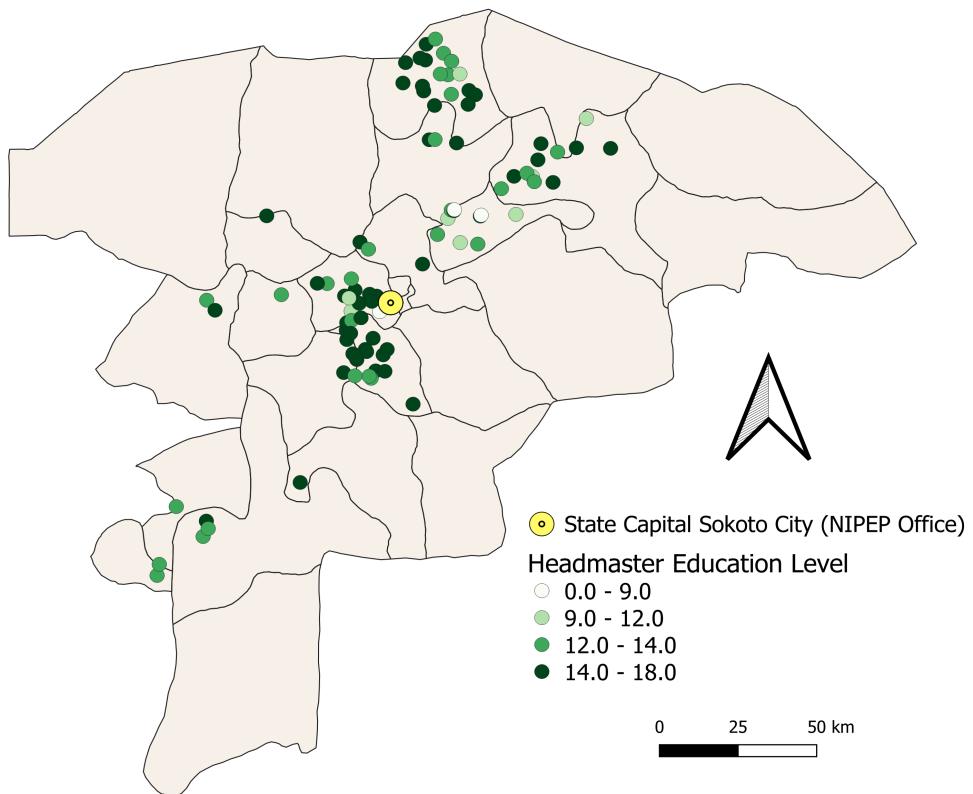 State Capital Sokoto City (NIPEP Office)
Headmaster Education Level
0.0 - 9.0
9.0 - 12.0
12.0 - 14.0
14.0 - 18.0
0 25 50 km